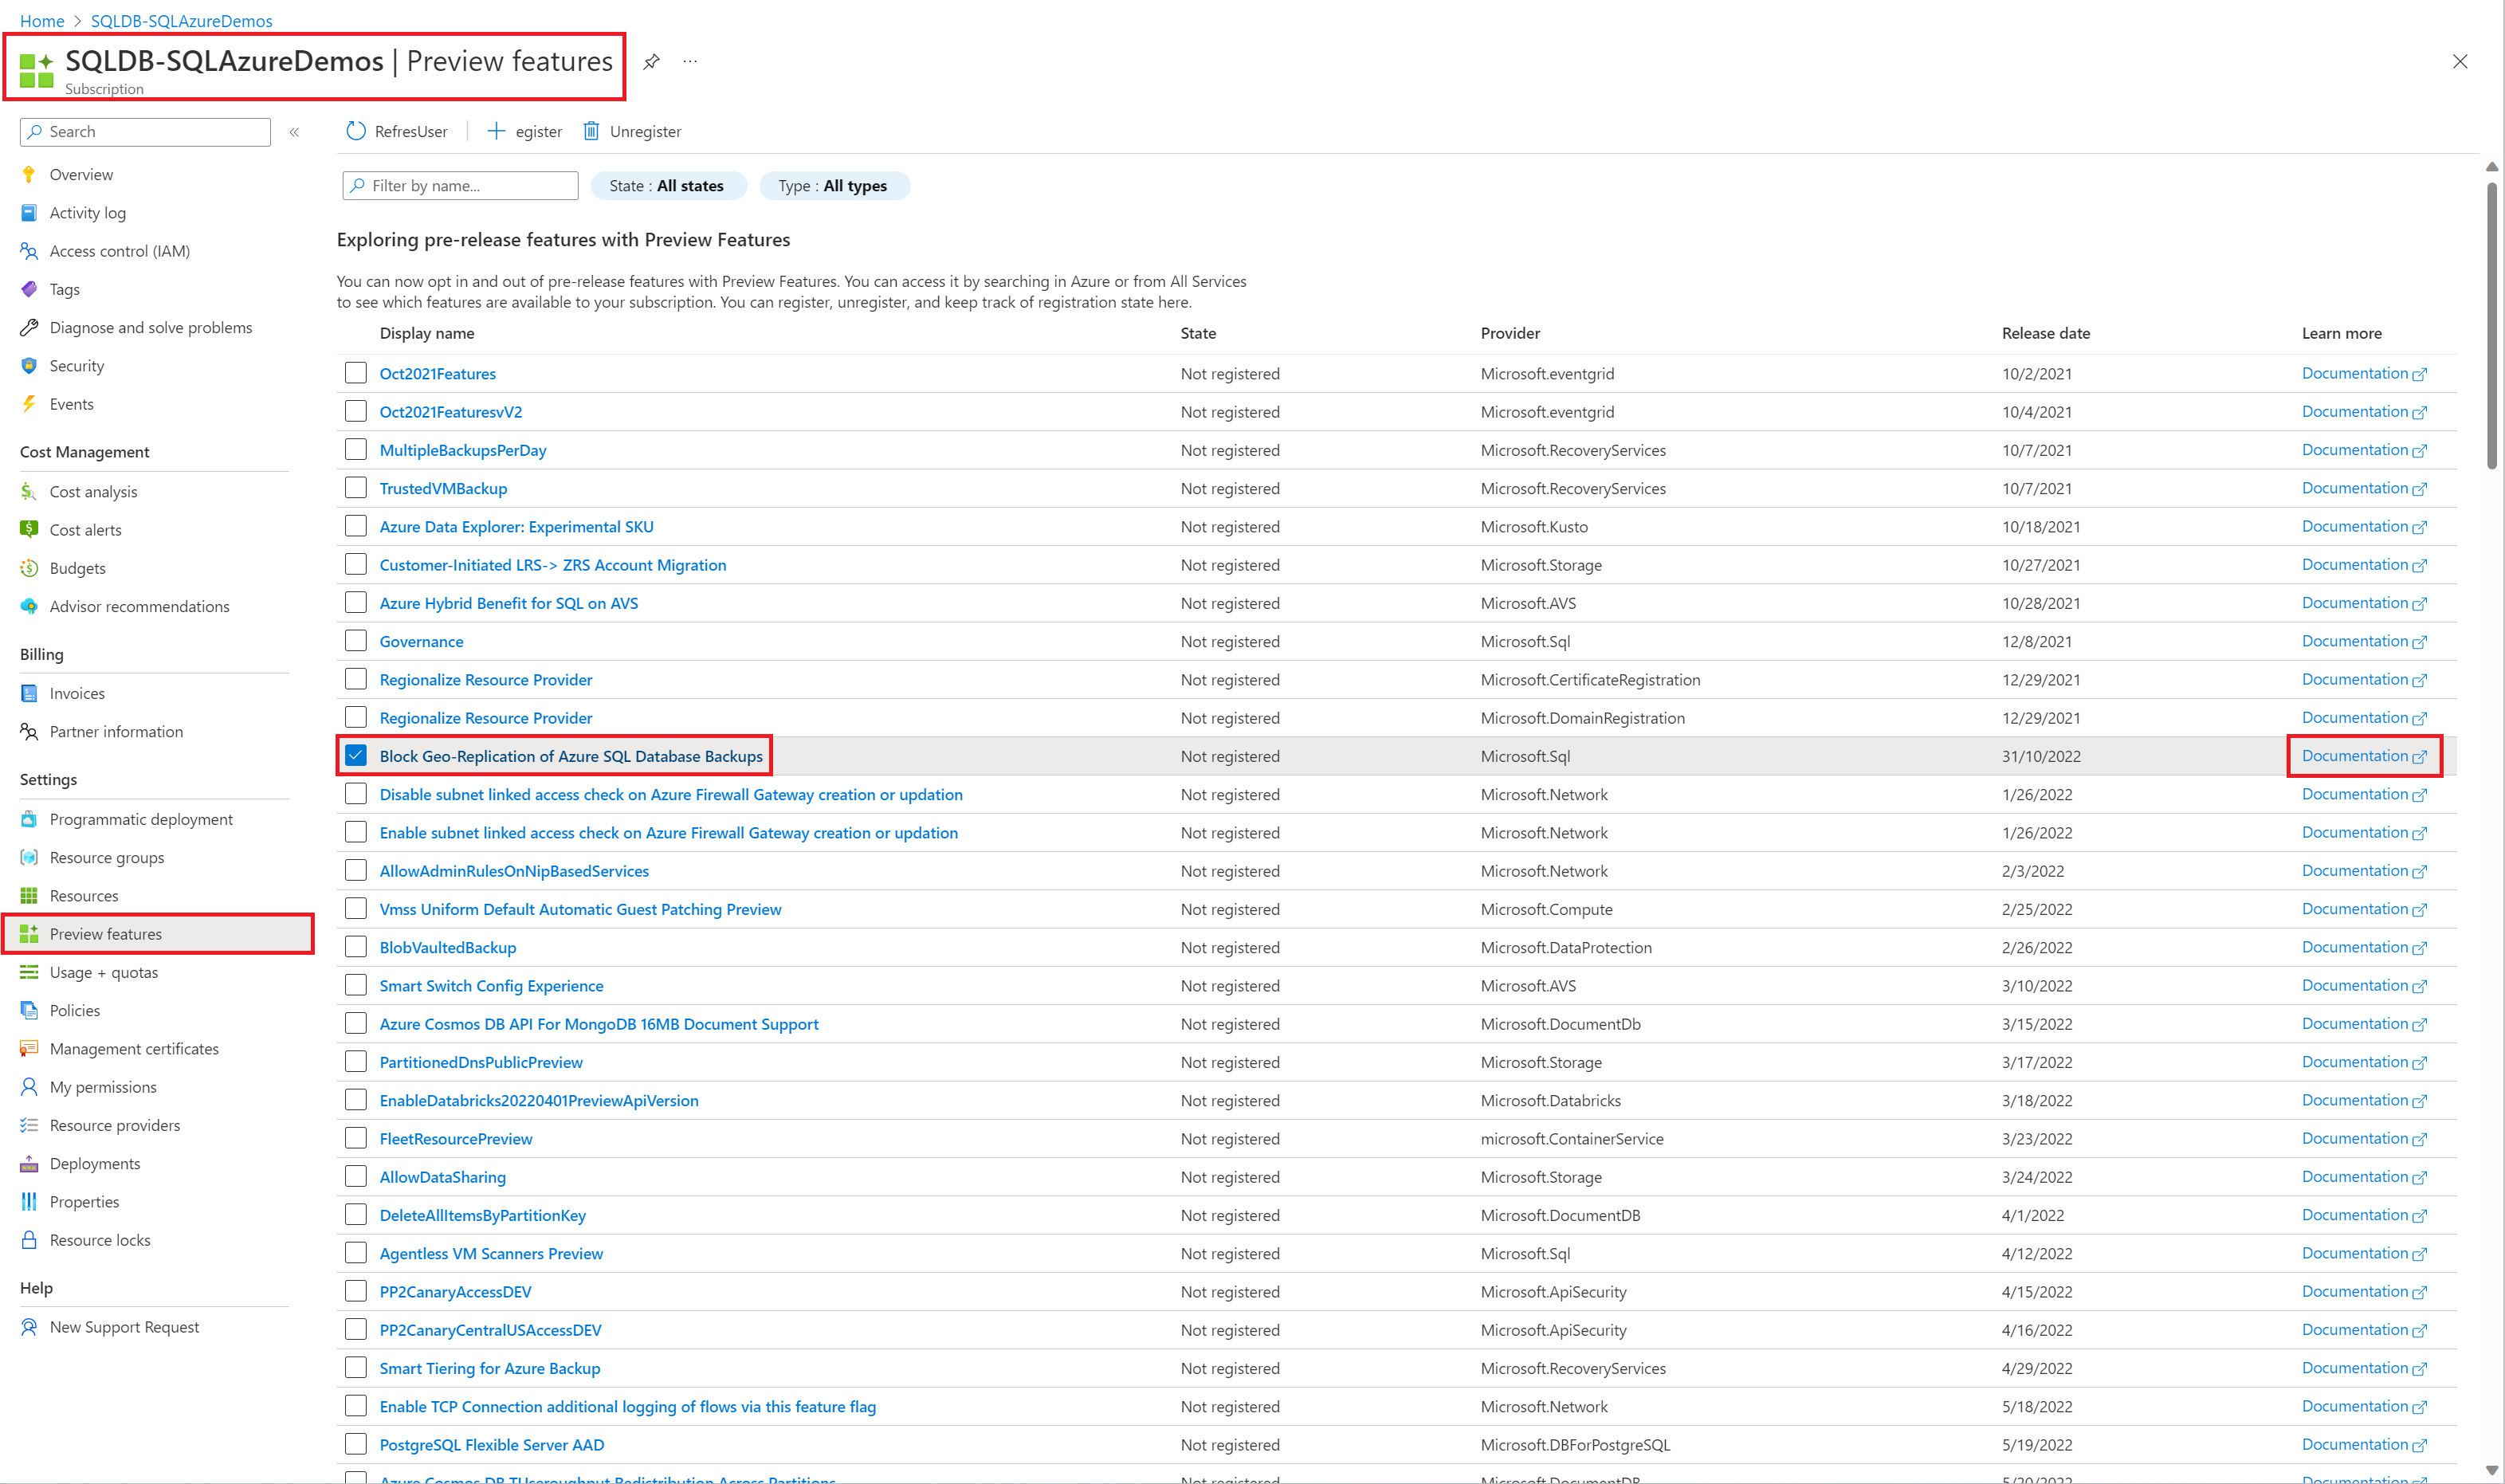 Home > SQLDB-SQLAzureDemos
SQLDB-SQLAzureDemos | Preview features
Subscription
Search
Overview
Activity log
Access control (IAM)
Tags
Diagnose and solve problems
Security
Events
Cost Management
Cost analysis
Cost alerts
Budgets
Advisor recommendations
Billing
Invoices
Partner information
Settings
Programmatic deployment
Resource groups
Resources
Preview features
Usage + quotas
Policies
Management certificates
My permissions
Resource providers
Deployments
Properties
Resource locks
Help
New Support Request
RefresUser egister Unregister
Filter by name... State : All states Type : All types
Exploring pre-release features with Preview Features
You can now opt in and out of pre-release features with Preview Features. You can access it by searching in Azure or from All Services
to see which features are available to your subscription. You can register, unregister, and keep track of registration state here.
Display name State Provider Release date Learn more
Oct2021Features Not registered Microsoft.eventgrid 10/2/2021 Documentation
Oct2021FeaturesvV2 Not registered Microsoft.eventgrid 10/4/2021 Documentation
MultipleBackupsPerDay Not registered Microsoft.RecoveryServices 10/7/2021 Documentation
TrustedVMBackup Not registered Microsoft.RecoveryServices 10/7/2021 Documentation
Azure Data Explorer: Experimental SKU Not registered Microsoft.Kusto 10/18/2021 Documentation
Customer-Initiated LRS-> ZRS Account Migration Not registered Microsoft.Storage 10/27/2021 Documentation
Azure Hybrid Benefit for SQL on AVS Not registered Microsoft.AVS 10/28/2021 Documentation
Governance Not registered Microsoft.Sql 12/8/2021 Documentation
Regionalize Resource Provider Not registered Microsoft.CertificateRegistration 12/29/2021 Documentation
Regionalize Resource Provider Not registered Microsoft.DomainRegistration 12/29/2021 Documentation
Block Geo-Replication of Azure SQL Database Backups Not registered Microsoft.Sql 31/10/2022 Documentation
Disable subnet linked access check on Azure Firewall Gateway creation or updation Not registered Microsoft.Network 1/26/2022 Documentation
Enable subnet linked access check on Azure Firewall Gateway creation or updation Not registered Microsoft.Network 1/26/2022 Documentation
AllowAdminRulesOnNipBasedServices Not registered Microsoft.Network 2/3/2022 Documentation
Vmss Uniform Default Automatic Guest Patching Preview Not registered Microsoft.Compute 2/25/2022 Documentation
BlobVaultedBackup Not registered Microsoft.DataProtection 2/26/2022 Documentation
Smart Switch Config Experience Not registered Microsoft.AVS 3/10/2022 Documentation
Azure Cosmos DB API For MongoDB 16MB Document Support Not registered Microsoft.DocumentDb 3/15/2022 Documentation
PartitionedDnsPublicPreview Not registered Microsoft.Storage 3/17/2022 Documentation
EnableDatabricks20220401PreviewApiVersion Not registered Microsoft.Databricks 3/18/2022 Documentation
FleetResourcePreview Not registered microsoft.ContainerService 3/23/2022 Documentation
AllowDataSharing Not registered Microsoft.Storage 3/24/2022 Documentation
DeleteAllItemsByPartitionKey Not registered Microsoft.DocumentDB 4/1/2022 Documentation
Agentless VM Scanners Preview Not registered Microsoft.Sql 4/12/2022 Documentation
PP2CanaryAccessDEV Not registered Microsoft.ApiSecurity 4/15/2022 Documentation
PP2CanaryCentralUSAccessDEV Not registered Microsoft.ApiSecurity 4/16/2022 Documentation
Smart Tiering for Azure Backup Not registered Microsoft.RecoveryServices 4/29/2022 Documentation
Enable TCP Connection additional logging of flows via this feature flag Not registered Microsoft.Network 5/18/2022 Documentation
PostgreSQL Flexible Server AAD Not registered Microsoft.DBForPostgreSQL 5/19/2022 Documentation
Azure Cosmos DB TUseroughput Redistribution Across Partitions Not registered Microsoft.DocumentDB 5/20/2022 Documentation